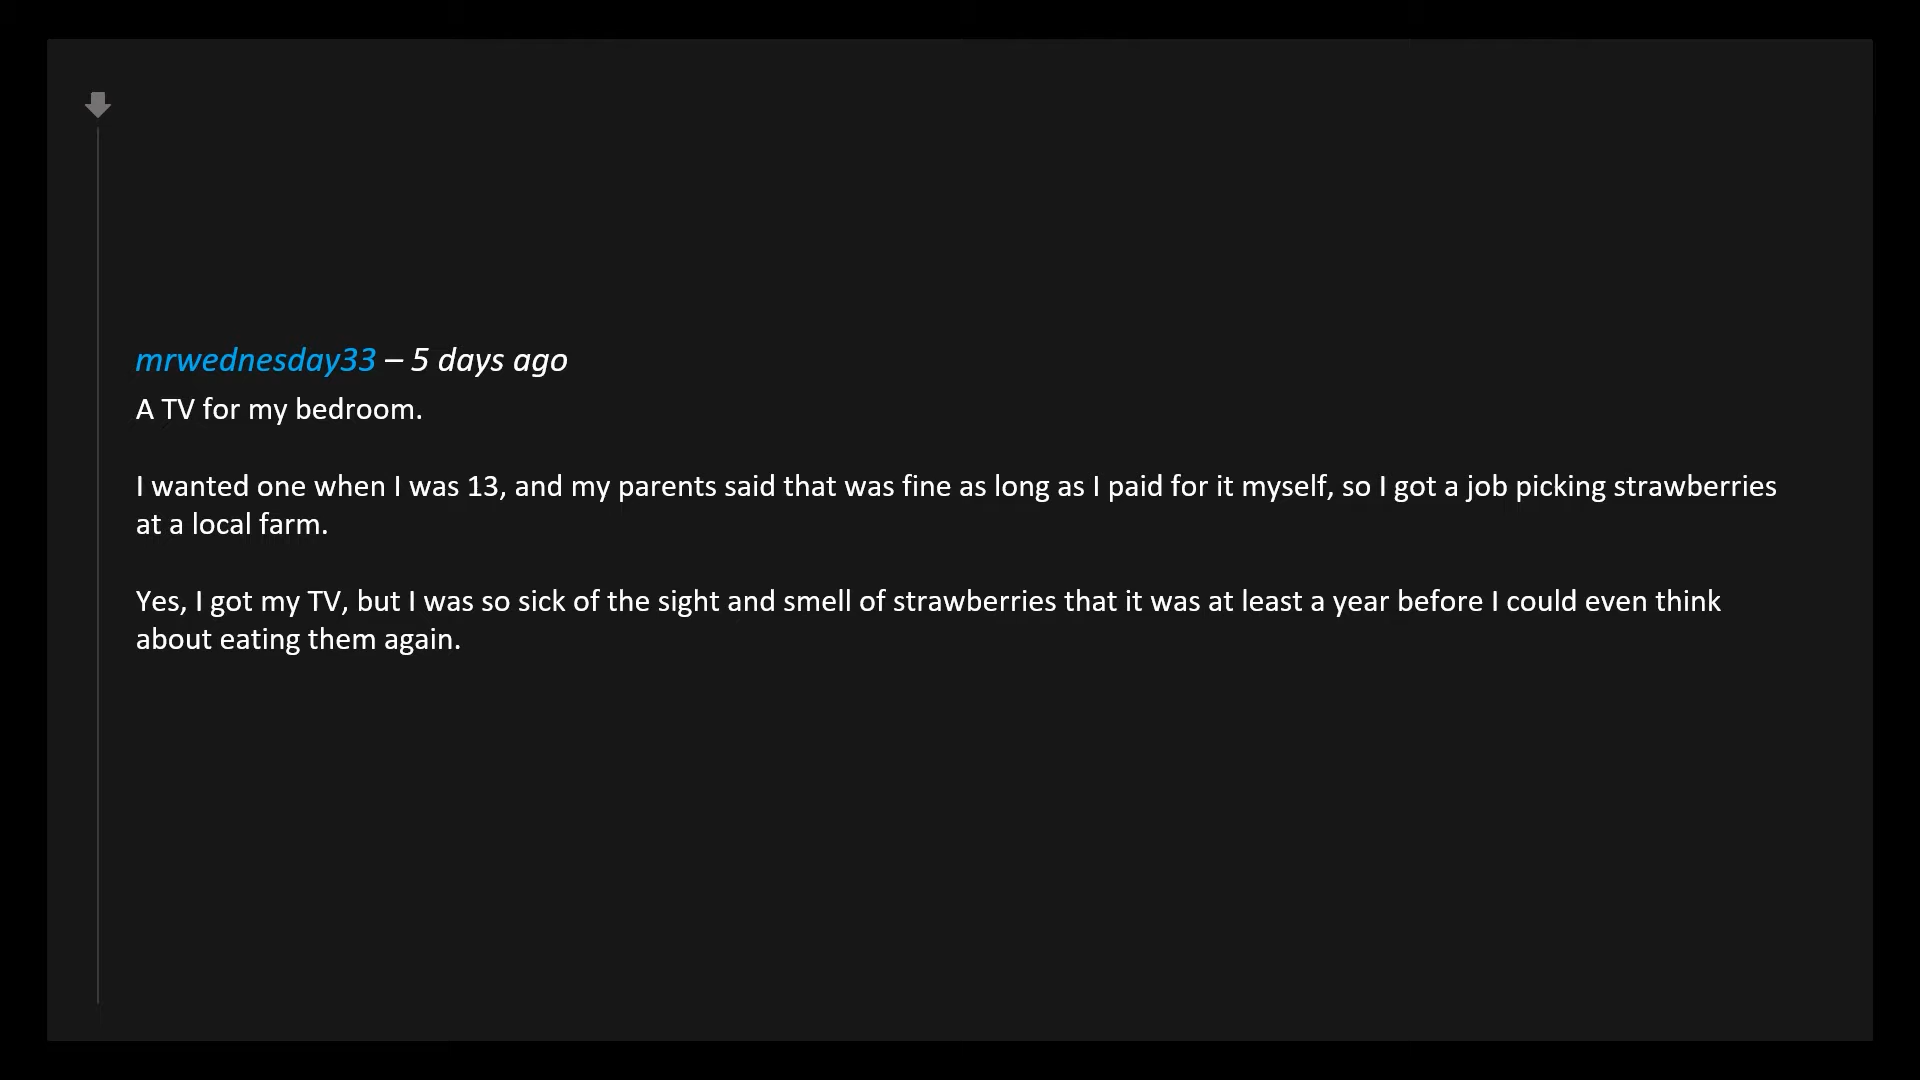 mrwednesday33 – 5 days ago
A TV for my bedroom.
I wanted one when I was 13, and my parents said that was fine as long as I paid for it myself, so I got a job picking strawberries
at a local farm.
Yes, I got my TV, but I was so sick of the sight and smell of strawberries that it was at least a year before I could even think
about eating them again.